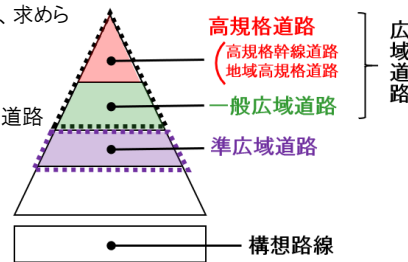 、求めら
道路
高規格道路
(高規格幹線道路
地域高規格道路
一般広域道路
準広域道路
構想路線
広域道路